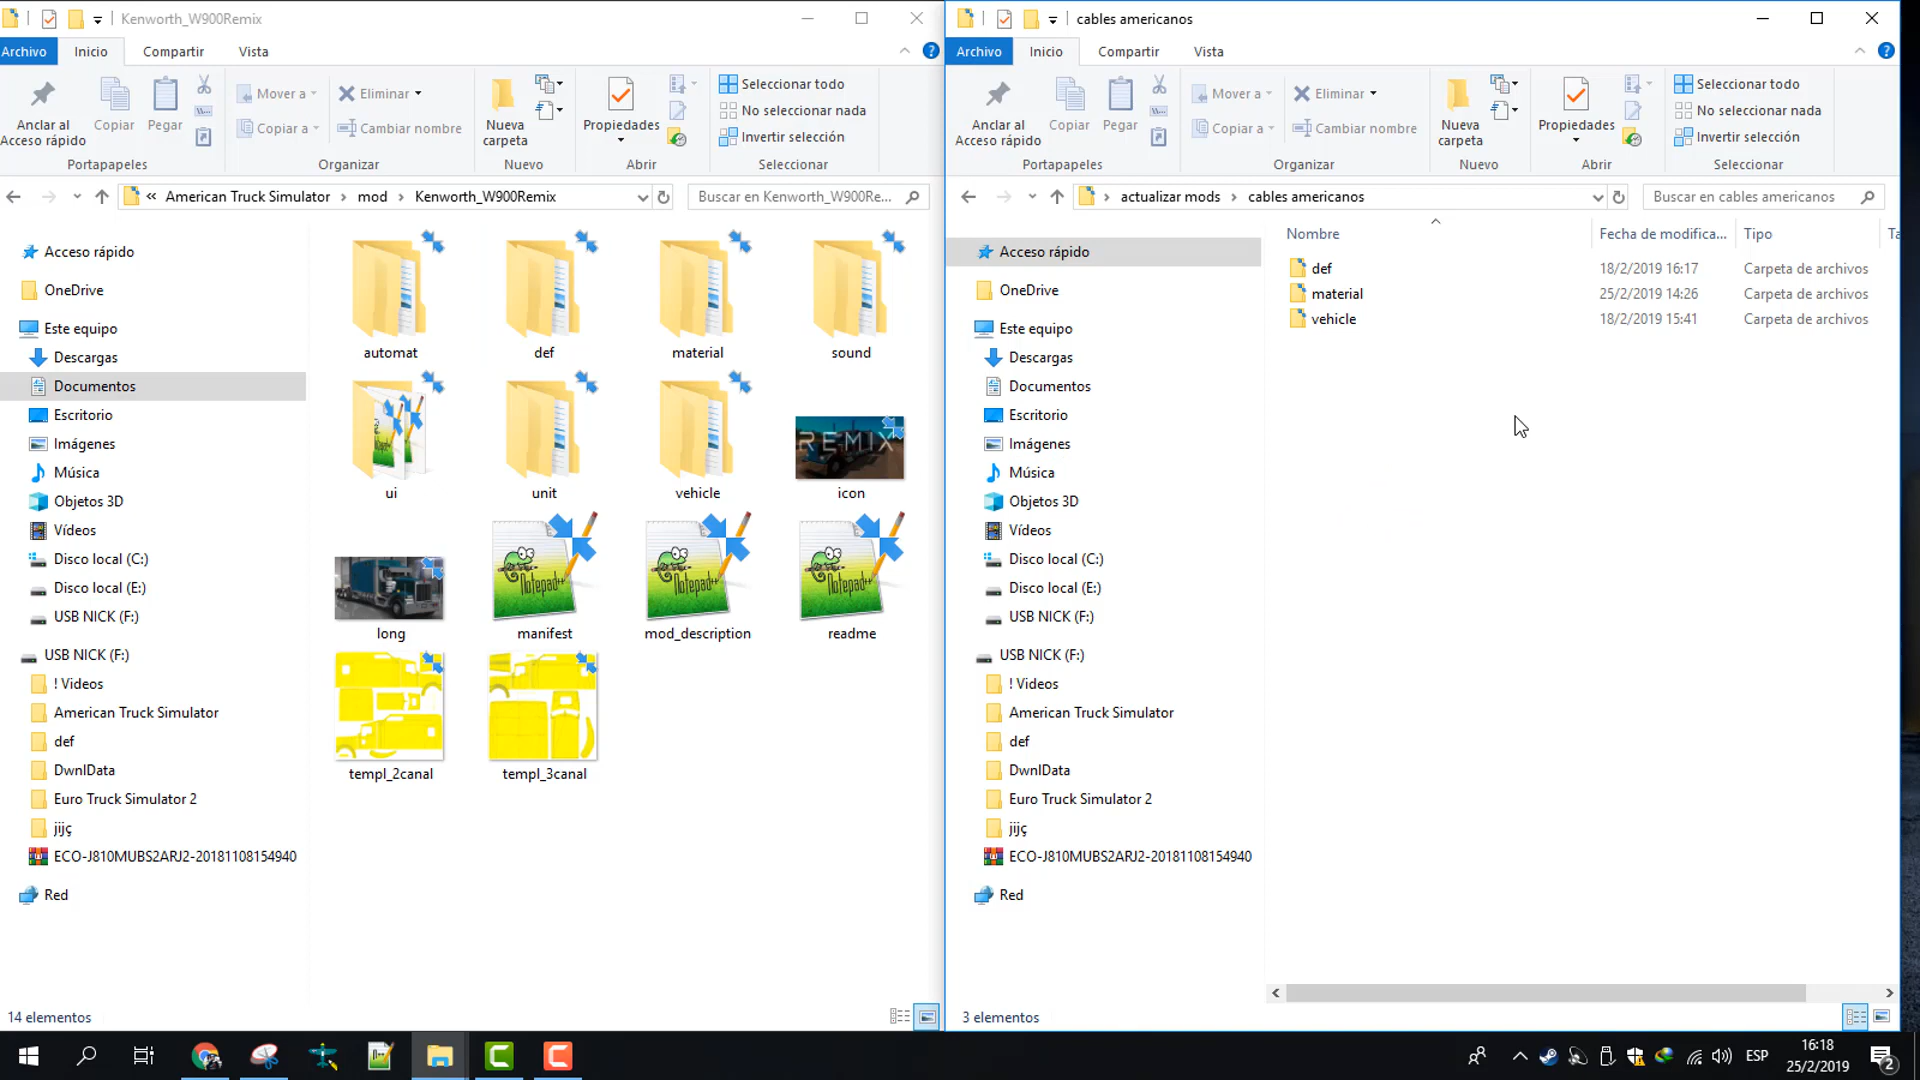 Kenworth_W900Remix
Archivo
Inicio
Compartir
Vista
Anclar al
Acceso rápido
Copiar
Pegar
Mover a
Copiar a
Eliminar
Cambiar nombre
Nueva
carpeta
Propiedades
Seleccionar todo
No seleccionar nada
Invertir selección
Portapapeles
Organizar
Nuevo
Abrir
Seleccionar
« American Truck Simulator › mod › Kenworth_W900Remix
Buscar en Kenworth_W900Re...
Acceso rápido
OneDrive
Este equipo
Descargas
Documentos
Escritorio
Imágenes
Música
Objetos 3D
Vídeos
Disco local (C:)
Disco local (E:)
USB NICK (F:)
USB NICK (F:)
! Videos
American Truck Simulator
def
DwnlData
Euro Truck Simulator 2
jijç
ECO-J810MUBS2ARJ2-20181108154940
Red
automat
def
material
sound
ui
unit
vehicle
REMIX
icon
long
Notepad++
manifest
Notepad++
mod_description
Notepad++
readme
templ_2canal
templ_3canal
14 elementos
cables americanos
Archivo
Inicio
Compartir
Vista
Anclar al
Acceso rápido
Copiar
Pegar
Mover a
Copiar a
Eliminar
Cambiar nombre
Nueva
carpeta
Propiedades
Seleccionar todo
No seleccionar nada
Invertir selección
Portapapeles
Organizar
Nuevo
Abrir
Seleccionar
› actualizar mods › cables americanos
Buscar en cables americanos
Acceso rápido
OneDrive
Este equipo
Descargas
Documentos
Escritorio
Imágenes
Música
Objetos 3D
Vídeos
Disco local (C:)
Disco local (E:)
USB NICK (F:)
USB NICK (F:)
! Videos
American Truck Simulator
def
DwnlData
Euro Truck Simulator 2
jijç
ECO-J810MUBS2ARJ2-20181108154940
Red
Nombre Fecha de modifica... Tipo Ta
def 18/2/2019 16:17 Carpeta de archivos
material 25/2/2019 14:26 Carpeta de archivos
vehicle 18/2/2019 15:41 Carpeta de archivos
3 elementos
ESP
16:18
25/2/2019
2